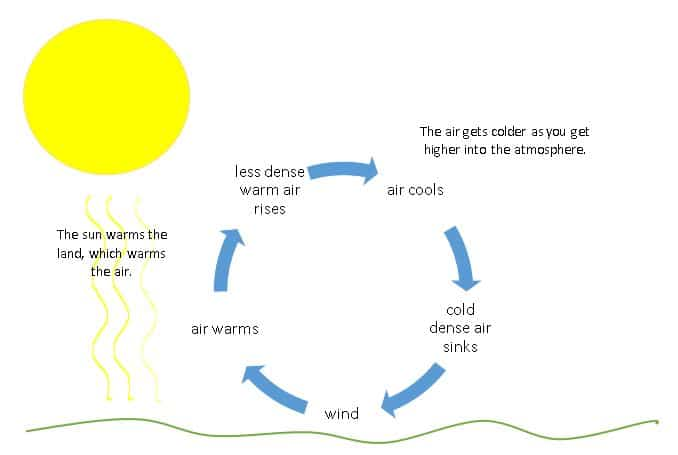 The air gets colder as you get
higher into the atmosphere.
less dense
warm air
rises
air cools
The sun warms the
land, which warms
the air.
cold
dense air
sinks
air warms
wind